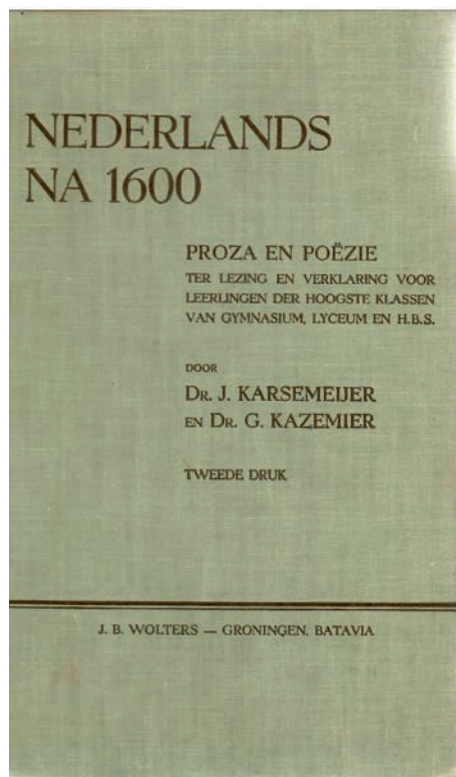 NEDERLANDS
NA 1600
PROZA EN POËZIE
TER LEZING EN VERKLARING VOOR
LEERLINGEN DER HOOGSTE KLASSEN
VAN GYMNASIUM, LYCEUM EN H.B.S.
DOOR
DR. J. KARSEMEIJER
EN DR. G. KAZEMIER
TWEEDE DRUK
J. B. WOLTERS — GRONINGEN, BATAVIA